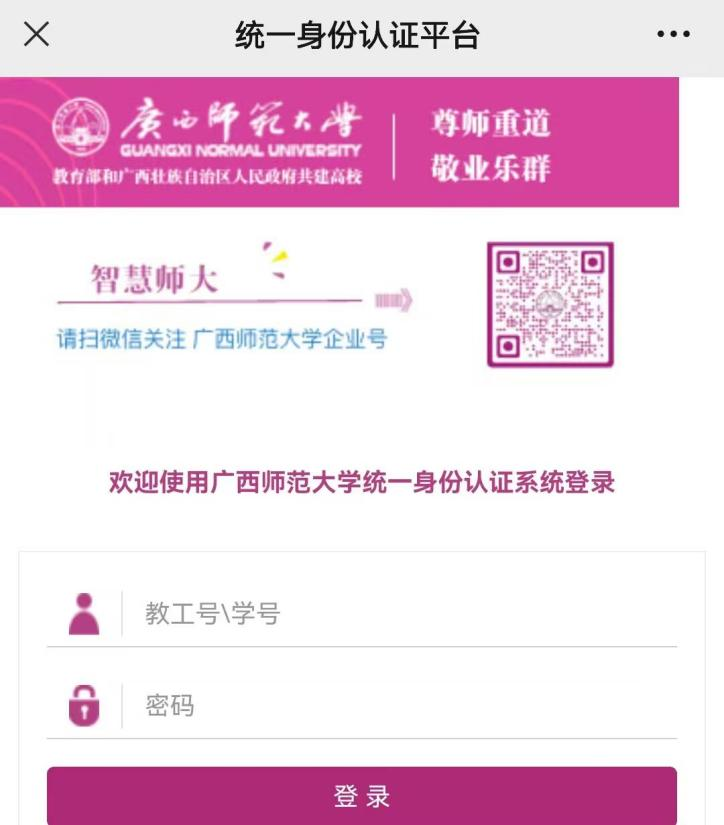 统一身份认证平台
廣西師範大學
GUANGXI NORMAL UNIVERSITY
教育部和广西壮族自治区人民政府共建高校
尊师重道
敬业乐群
智慧师大
请扫微信关注 广西师范大学企业号
欢迎使用广西师范大学统一身份认证系统登录
教工号\学号
密码
登 录